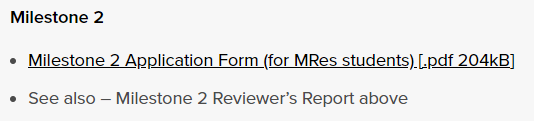 Milestone 2
• Milestone 2 Application Form (for MRes students) [.pdf 204kB]
• See also – Milestone 2 Reviewer's Report above